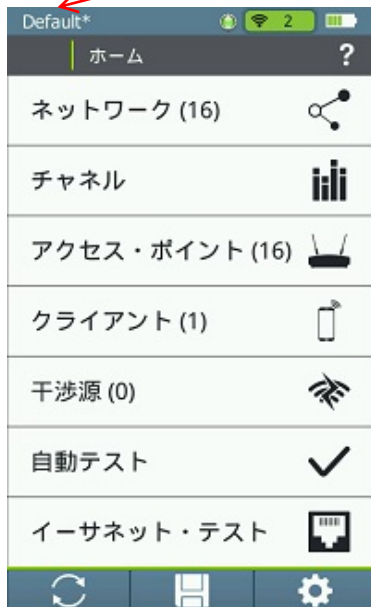 Default* 2
ホーム ?
ネットワーク (16)
チャネル
アクセス・ポイント (16)
クライアント (1)
干渉源 (0)
自動テスト
イーサネット・テスト